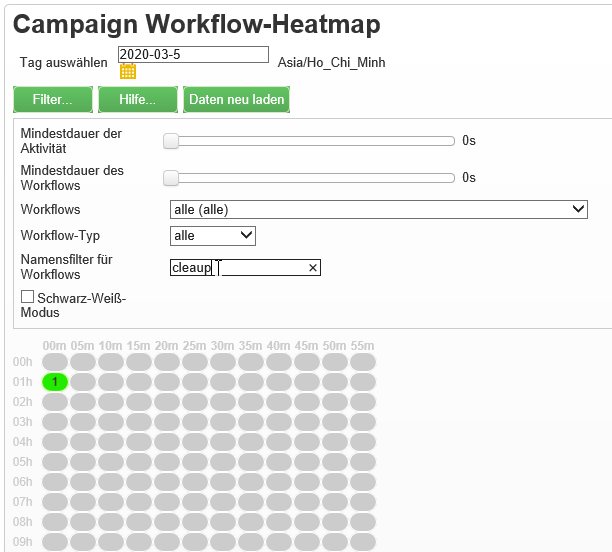 Campaign Workflow-Heatmap
Tag auswählen 2020-03-5 Asia/Ho_Chi_Minh
Filter... Hilfe... Daten neu laden
Mindestdauer der
Aktivität 0s
Mindestdauer des
Workflows 0s
Workflows alle (alle)
Workflow-Typ alle
Namensfilter für
Workflows cleaup ×
Schwarz-Weiß-
Modus
00m 05m 10m 15m 20m 25m 30m 35m 40m 45m 50m 55m
00h
01h 1
02h
03h
04h
05h
06h
07h
08h
09h